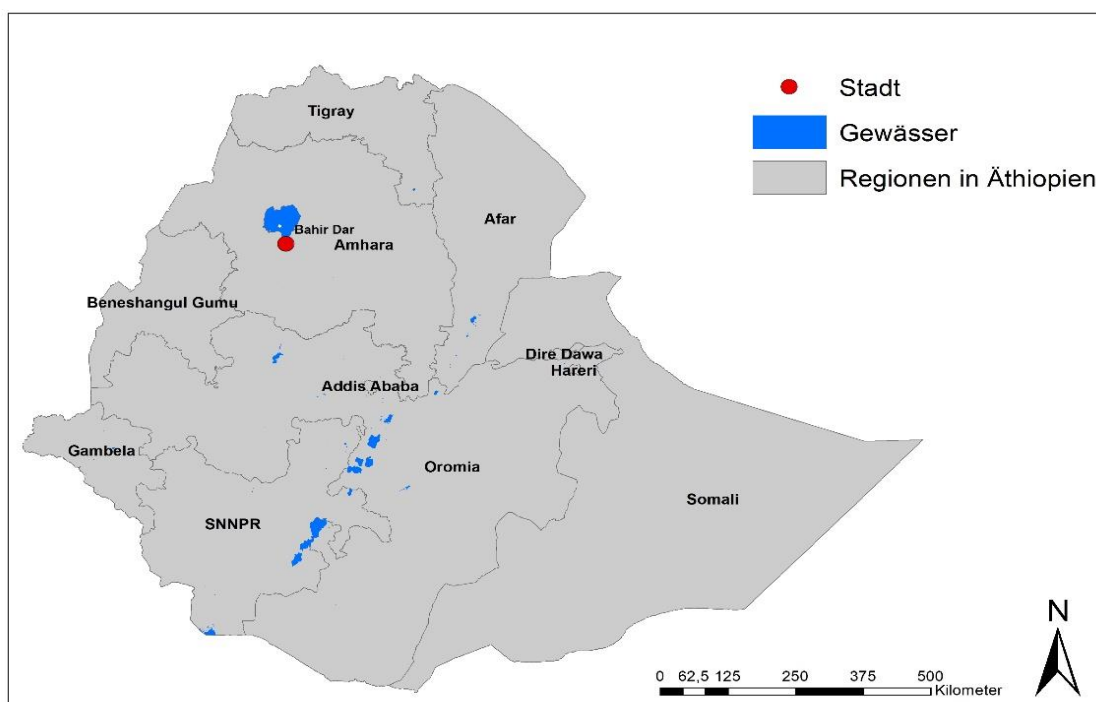 Stadt
Gewässer
Regionen in Äthiopien
Tigray
Afar
Bahir Dar
Amhara
Beneshangul Gumu
Dire Dawa
Hareri
Addis Ababa
Gambela
Oromia
Somali
SNNPR
N
0 62,5 125 250 375 500
Kilometer